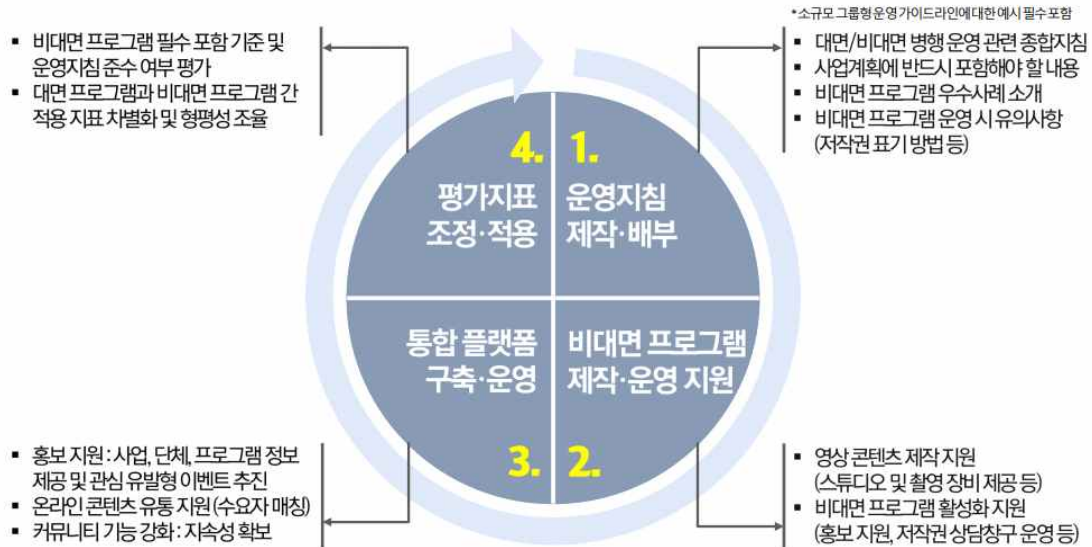 *소규모 그룹형 운영 가이드라인에 대한 예시 필수 포함
▪ 대면/비대면 병행 운영 관련 종합지침
▪ 사업계획에 반드시 포함해야 할 내용
▪ 비대면 프로그램 우수사례 소개
▪ 비대면 프로그램 운영 시 유의사항
(저작권 표기 방법 등)
▪ 비대면 프로그램 필수 포함 기준 및
운영지침 준수 여부 평가
▪ 대면 프로그램과 비대면 프로그램 간
적용 지표 차별화 및 형평성 조율
4.
평가지표
조정·적용
1.
운영지침
제작·배부
통합 플랫폼
구축·운영
3.
비대면 프로그램
제작·운영 지원
2.
▪ 홍보 지원 : 사업, 단체, 프로그램 정보
제공 및 관심 유발형 이벤트 추진
▪ 온라인 콘텐츠 유통 지원 (수요자 매칭)
▪ 커뮤니티 기능 강화 : 지속성 확보
▪ 영상 콘텐츠 제작 지원
(스튜디오 및 촬영 장비 제공 등)
▪ 비대면 프로그램 활성화 지원
(홍보 지원, 저작권 상담창구 운영 등)